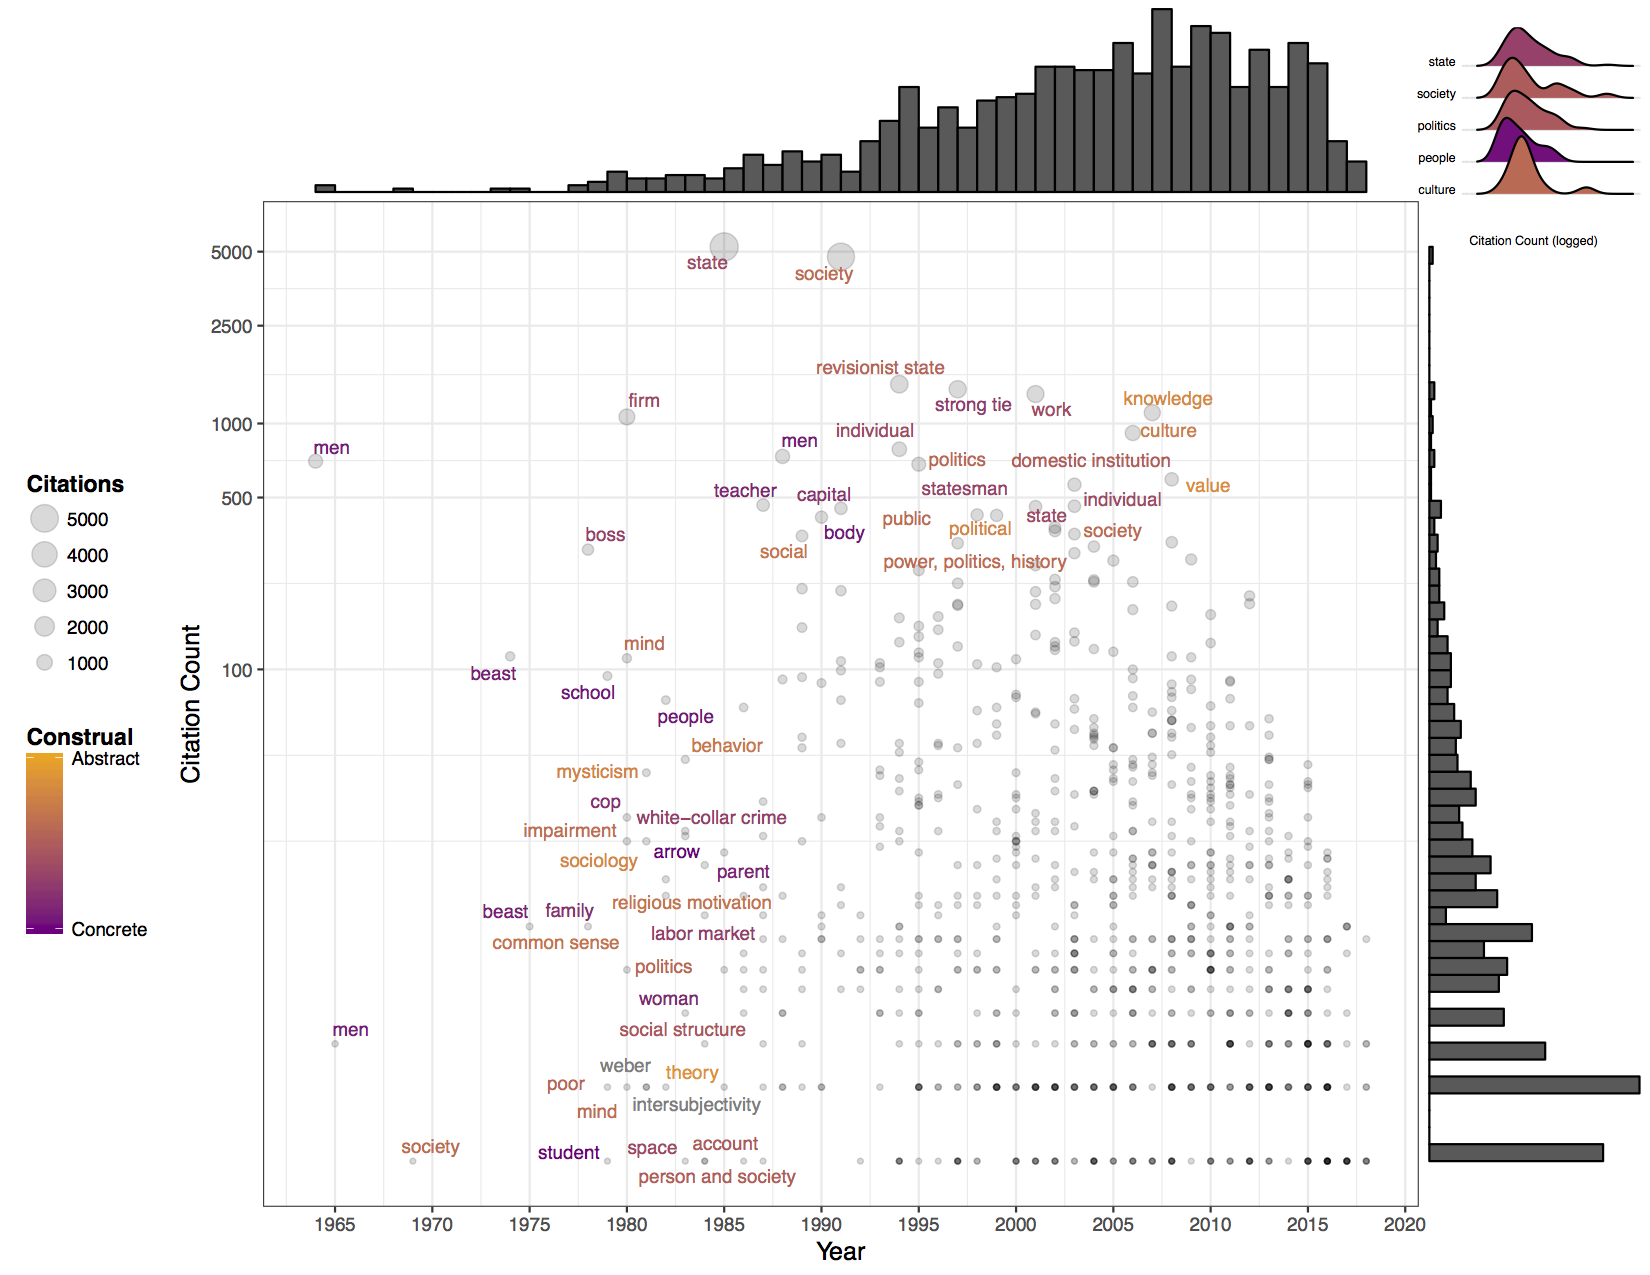 state
society
politics
people
culture
Citation Count (logged)
5000
2500
1000
500
100
Citation Count
state
society
revisionist state
firm
strong tie
work
knowledge
men
men
individual
culture
politics
domestic institution
teacher
capital
statesman
individual
value
boss
body
public
political
state
society
social
power, politics, history
mind
beast
school
people
behavior
mysticism
cop
white–collar crime
impairment
arrow
sociology
parent
religious motivation
beast
family
common sense
labor market
politics
woman
men
social structure
weber
theory
poor
mind
intersubjectivity
society
student
space
account
person and society
1965
1970
1975
1980
1985
1990
1995
2000
2005
2010
2015
2020
Year
Citations
5000
4000
3000
2000
1000
Construal
Abstract
Concrete